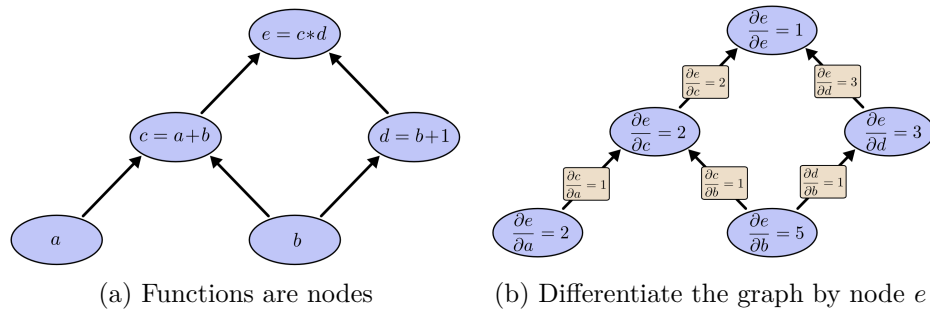 e = c*d
c = a+b
d = b+1
a
b
(a) Functions are nodes
∂e/∂e = 1
∂e/∂c = 2
∂e/∂d = 3
∂e/∂c = 2
∂e/∂d = 3
∂c/∂a = 1
∂c/∂b = 1
∂d/∂b = 1
∂e/∂a = 2
∂e/∂b = 5
(b) Differentiate the graph by node e